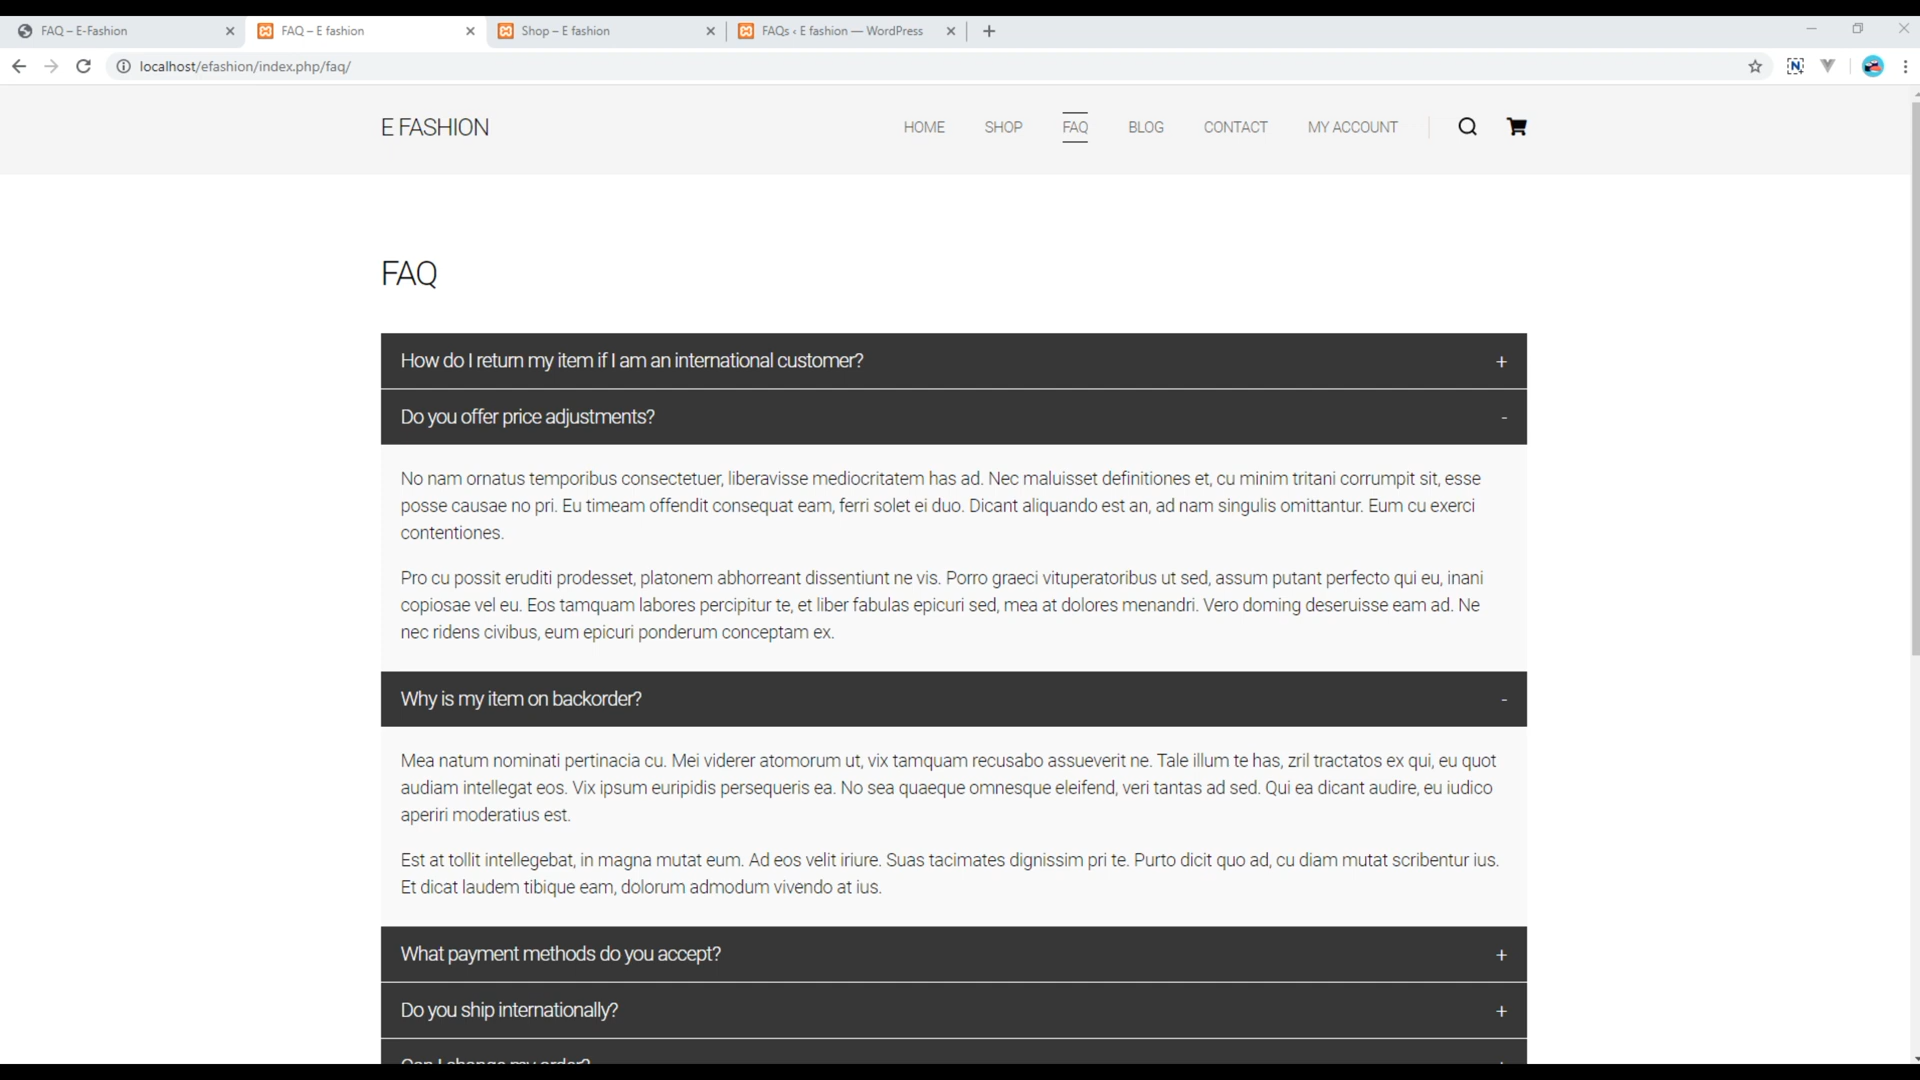 FAQ – E-Fashion
FAQ – E fashion
Shop – E fashion
FAQs ‹ E fashion — WordPress
localhost/efashion/index.php/faq/
E FASHION
HOME
SHOP
FAQ
BLOG
CONTACT
MY ACCOUNT
FAQ
How do I return my item if I am an international customer? +
Do you offer price adjustments? -
No nam ornatus temporibus consectetuer, liberavisse mediocritatem has ad. Nec maluisset definitiones et, cu minim tritani corrumpit sit, esse
posse causae no pri. Eu timeam offendit consequat eam, ferri solet ei duo. Dicant aliquando est an, ad nam singulis omittantur. Eum cu exerci
contentiones.
Pro cu possit eruditi prodesset, platonem abhorreant dissentiunt ne vis. Porro graeci vituperatoribus ut sed, assum putant perfecto qui eu, inani
copiosae vel eu. Eos tamquam labores percipitur te, et liber fabulas epicuri sed, mea at dolores menandri. Vero doming deseruisse eam ad. Ne
nec ridens civibus, eum epicuri ponderum conceptam ex.
Why is my item on backorder? -
Mea natum nominati pertinacia cu. Mei viderer atomorum ut, vix tamquam recusabo assueverit ne. Tale illum te has, zril tractatos ex qui, eu quot
audiam intellegat eos. Vix ipsum euripidis persequeris ea. No sea quaeque omnesque eleifend, veri tantas ad sed. Qui ea dicant audire, eu iudico
aperiri moderatius est.
Est at tollit intellegebat, in magna mutat eum. Ad eos velit iriure. Suas tacimates dignissim pri te. Purto dicit quo ad, cu diam mutat scribentur ius.
Et dicat laudem tibique eam, dolorum admodum vivendo at ius.
What payment methods do you accept? +
Do you ship internationally? +
Can I change my order?